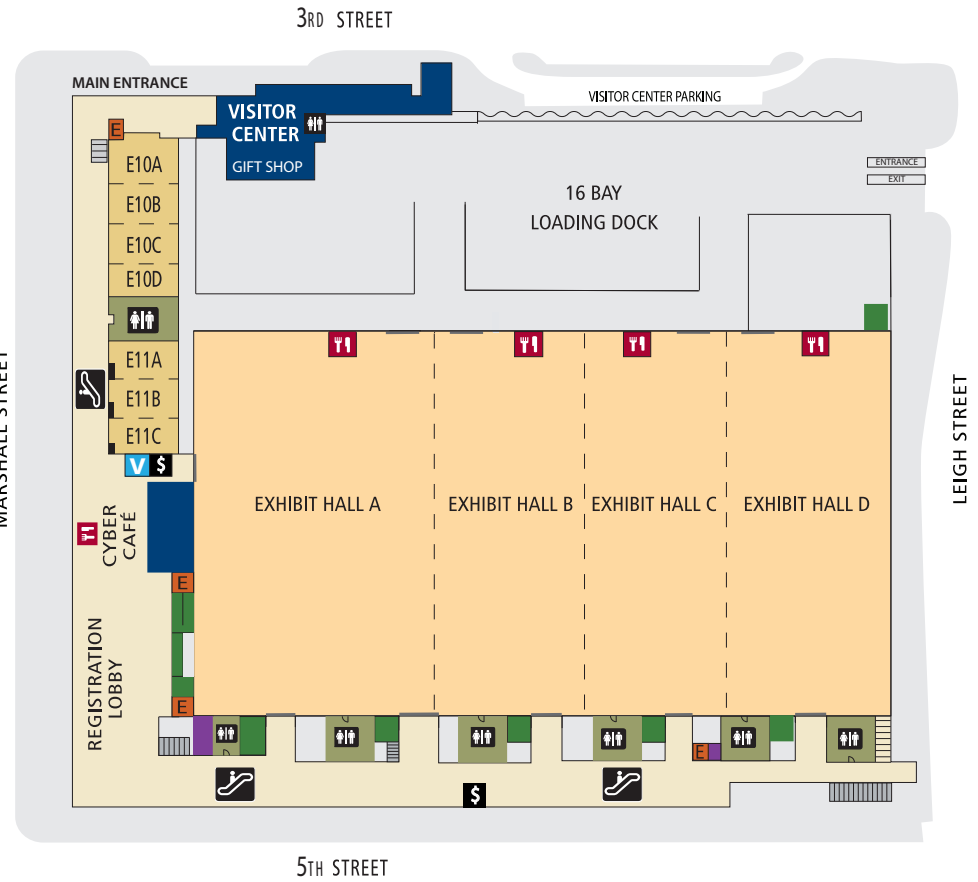 3RD STREET
MAIN ENTRANCE
VISITOR CENTER PARKING
VISITOR
CENTER
GIFT SHOP
E
ENTRANCE
EXIT
E10A
E10B
E10C
E10D
16 BAY
LOADING DOCK
E11A
E11B
E11C
MARSHALL STREET
LEIGH STREET
V $
EXHIBIT HALL A
EXHIBIT HALL B
EXHIBIT HALL C
EXHIBIT HALL D
CYBER
CAFÉ
E
REGISTRATION
LOBBY
E
E
$
5TH STREET